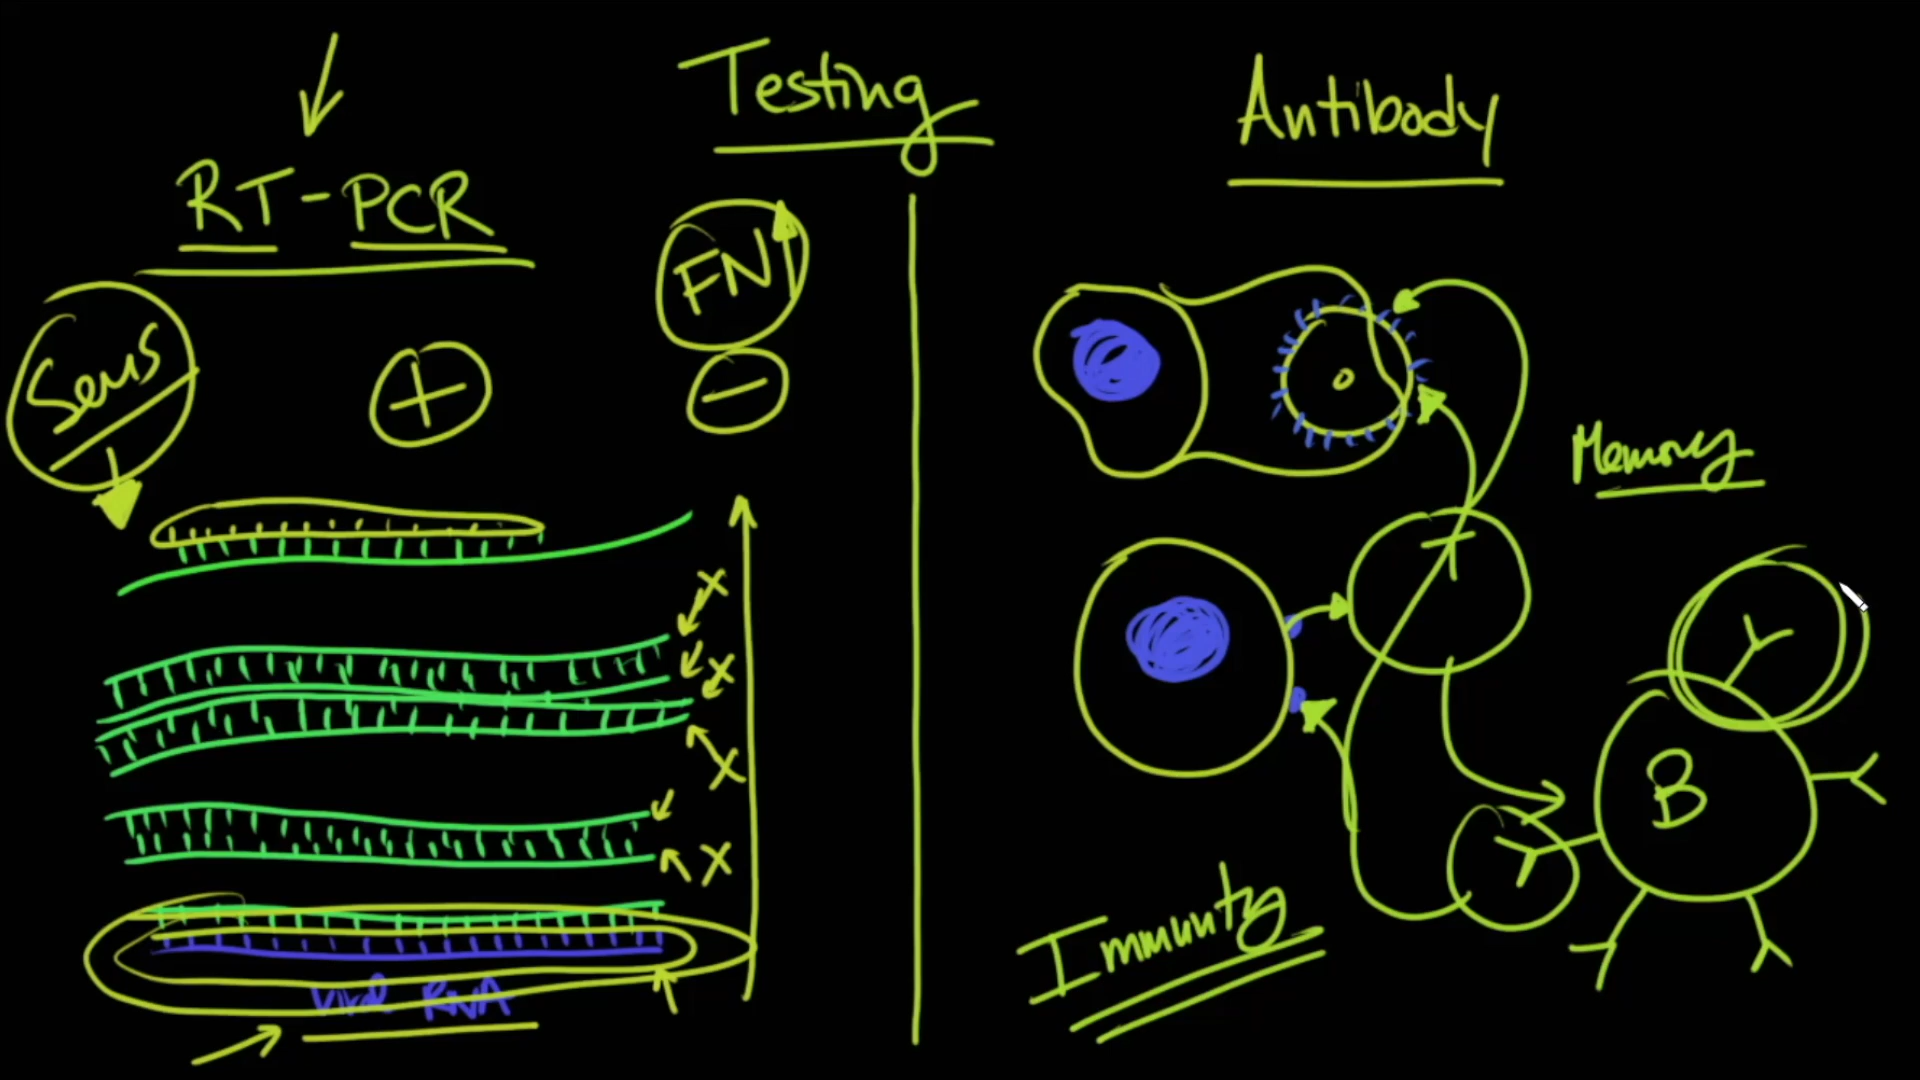 Testing
RT-PCR
Sens
+
FN
-
x
x
x
x
Viral RNA
Antibody
Memory
T
B
Immunity